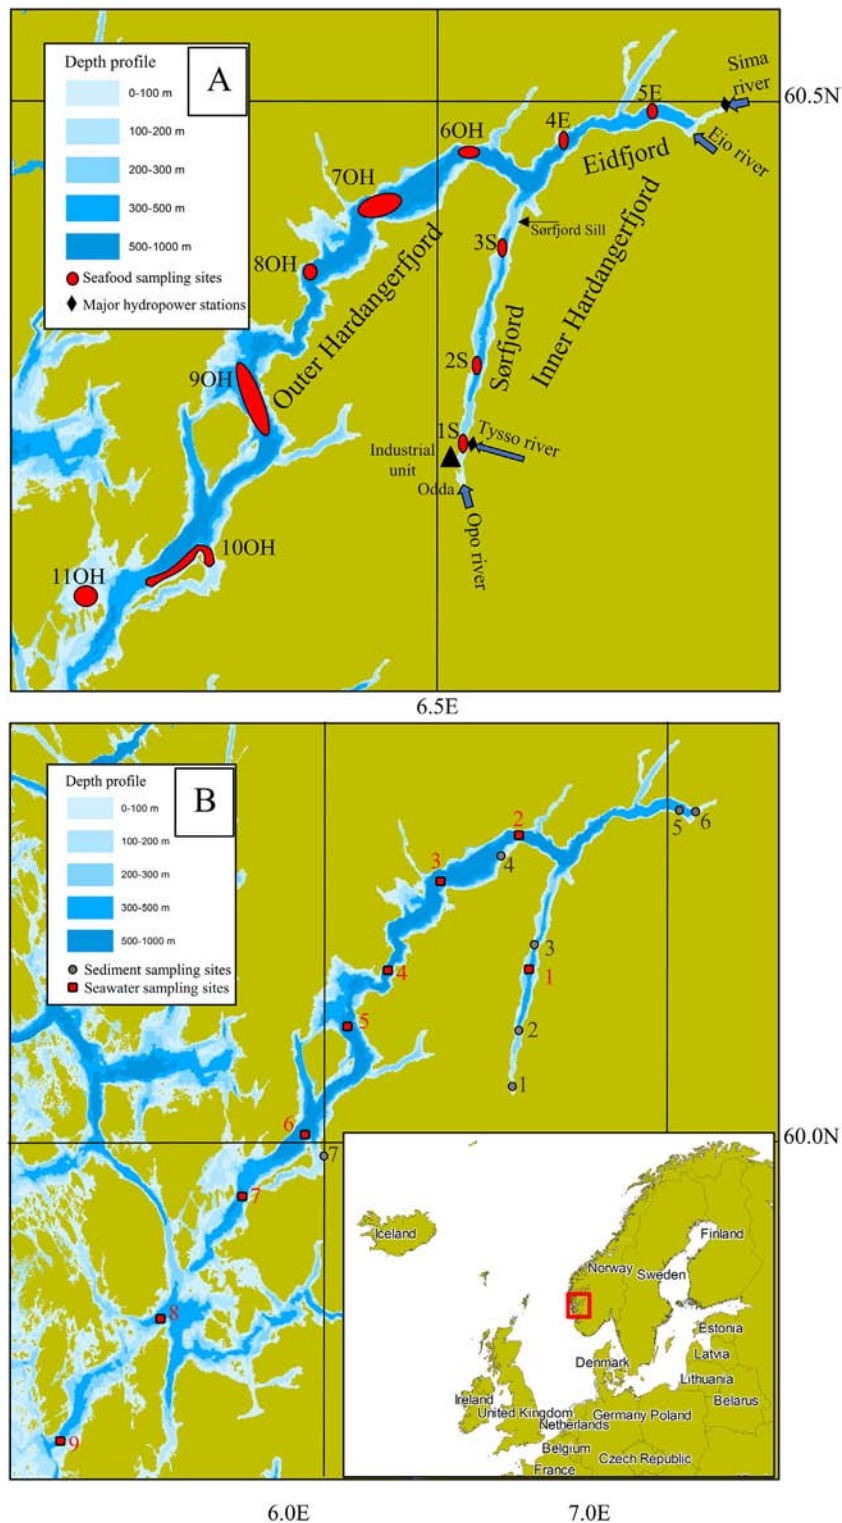 Depth profile
A
0-100 m
100-200 m
200-300 m
300-500 m
500-1000 m
Seafood sampling sites
Major hydropower stations
Sima
river
60.5N
5E
4E
6OH
Eio river
Eidfjord
7OH
Sørfjord Sill
3S
8OH
Outer Hardangerfjord
Inner Hardangerfjord
Sørfjord
2S
9OH
1S
Tysso river
Industrial
unit
Odda
Opo river
10OH
11OH
6.5E
Depth profile
B
0-100 m
100-200 m
200-300 m
300-500 m
500-1000 m
Sediment sampling sites
Seawater sampling sites
2
5
6
4
3
3
4
1
5
2
1
6
60.0N
7
7
8
9
Iceland
Finland
Norway
Sweden
Estonia
Latvia
Denmark
Lithuania
Belarus
Ireland
United Kingdom
Netherlands
Germany
Poland
Belgium
Czech Republic
France
6.0E
7.0E